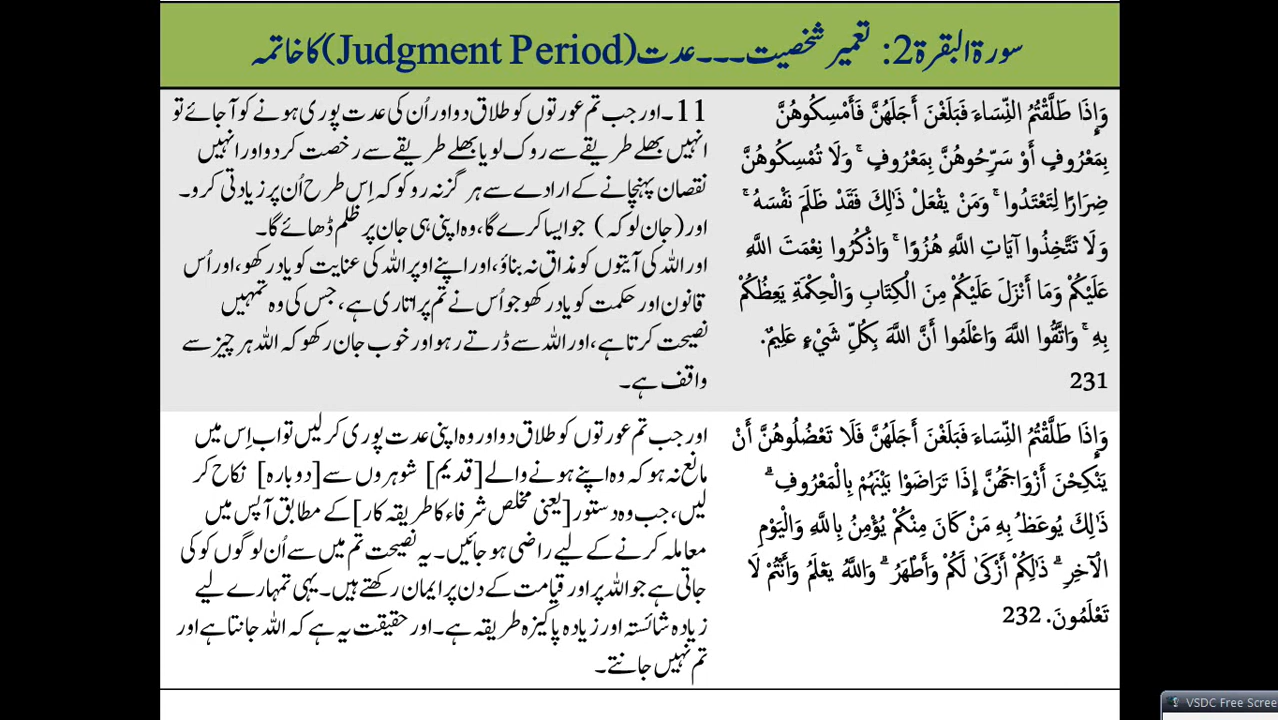 سورۃ البقرۃ 2: تعمیر شخصیت۔۔۔عدت (Judgment Period) کا خاتمہ
وَإِذَا طَلَّقْتُمُ النِّسَاءَ فَبَلَغْنَ أَجَلَهُنَّ فَأَمْسِكُوهُنَّ
بِمَعْرُوفٍ أَوْ سَرِّحُوهُنَّ بِمَعْرُوفٍ ۚ وَلَا تُمْسِكُوهُنَّ
ضِرَارًا لِتَعْتَدُوا ۚ وَمَنْ يَفْعَلْ ذَٰلِكَ فَقَدْ ظَلَمَ نَفْسَهُ ۚ
وَلَا تَتَّخِذُوا آيَاتِ اللَّهِ هُزُوًا ۚ وَاذْكُرُوا نِعْمَتَ اللَّهِ
عَلَيْكُمْ وَمَا أَنْزَلَ عَلَيْكُمْ مِنَ الْكِتَابِ وَالْحِكْمَةِ يَعِظُكُمْ
بِهِ ۚ وَاتَّقُوا اللَّهَ وَاعْلَمُوا أَنَّ اللَّهَ بِكُلِّ شَيْءٍ عَلِيمٌ.
231
11۔ اور جب تم عورتوں کو طلاق دو اور اُن کی عدت پوری ہونے کو آ جائے تو
انہیں بھلے طریقے سے روک لو یا بھلے طریقے سے رخصت کر دو اور انہیں
نقصان پہنچانے کے ارادے سے ہر گز نہ روکو کہ اِس طرح اُن پر زیادتی کرو۔
اور (جان لو کہ) جو ایسا کرے گا، وہ اپنی ہی جان پر ظلم ڈھائے گا۔
اور اللہ کی آیتوں کو مذاق نہ بناؤ، اور اپنے اوپر اللہ کی عنایت کو یاد رکھو، اور اُس
قانون اور حکمت کو یاد رکھو جو اُس نے تم پر اتاری ہے، جس کی وہ تمہیں
نصیحت کرتا ہے، اور اللہ سے ڈرتے رہو اور خوب جان رکھو کہ اللہ ہر چیز سے
واقف ہے۔
وَإِذَا طَلَّقْتُمُ النِّسَاءَ فَبَلَغْنَ أَجَلَهُنَّ فَلَا تَعْضُلُوهُنَّ أَنْ
يَنْكِحْنَ أَزْوَاجَهُنَّ إِذَا تَرَاضَوْا بَيْنَهُمْ بِالْمَعْرُوفِ ۗ
ذَٰلِكَ يُوعَظُ بِهِ مَنْ كَانَ مِنْكُمْ يُؤْمِنُ بِاللَّهِ وَالْيَوْمِ
الْآخِرِ ۗ ذَٰلِكُمْ أَزْكَىٰ لَكُمْ وَأَطْهَرُ ۗ وَاللَّهُ يَعْلَمُ وَأَنْتُمْ لَا
تَعْلَمُونَ. 232
اور جب تم عورتوں کو طلاق دو اور وہ اپنی عدت پوری کر لیں تو اب اِس میں
مانع نہ ہو کہ وہ اپنے ہونے والے [قدیم] شوہروں سے [دوبارہ] نکاح کر
لیں، جب وہ دستور [یعنی مخلص شرفاء کا طریقہ کار] کے مطابق آپس میں
معاملہ کرنے کے لیے راضی ہو جائیں۔ یہ نصیحت تم میں سے اُن لوگوں کو کی
جاتی ہے جو اللہ پر اور قیامت کے دن پر ایمان رکھتے ہیں۔ یہی تمہارے لیے
زیادہ شائستہ اور زیادہ پاکیزہ طریقہ ہے۔ اور حقیقت یہ ہے کہ اللہ جانتا ہے اور
تم نہیں جانتے۔
VSDC Free Scree